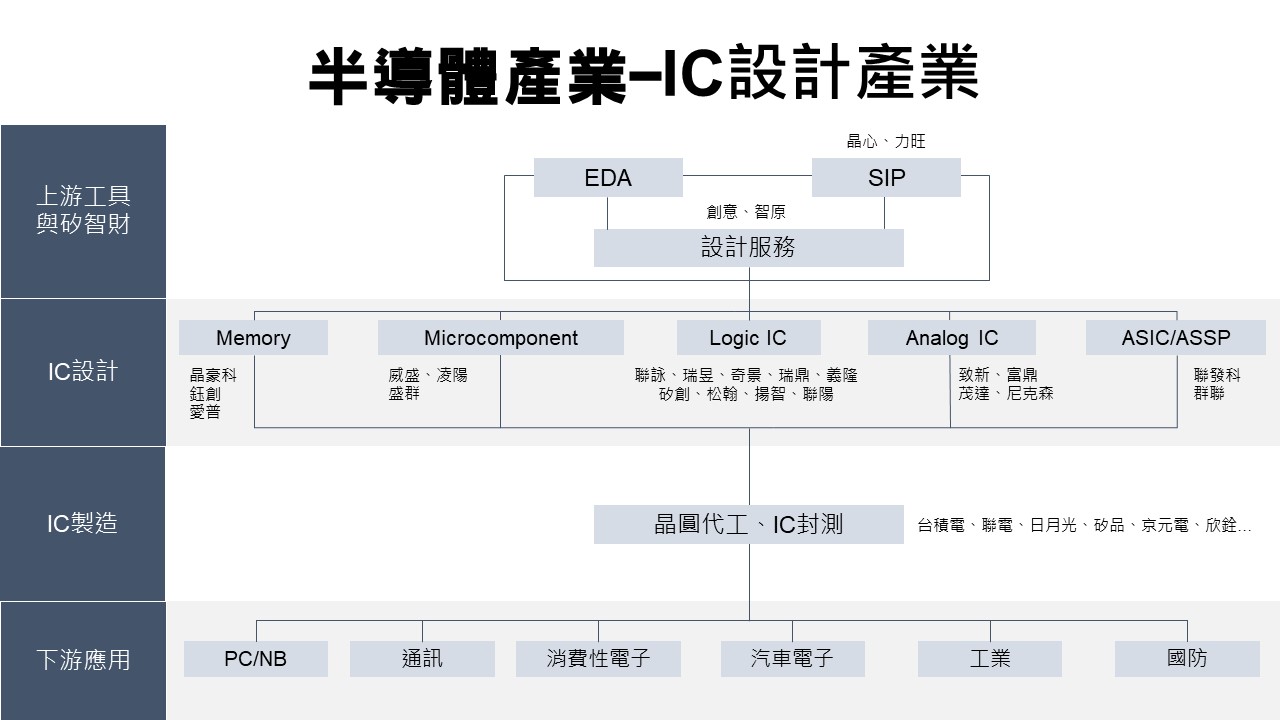 半導體產業–IC設計產業
上游工具
與矽智財
晶心、力旺
EDA
SIP
創意、智原
設計服務
IC設計
Memory
Microcomponent
Logic IC
Analog IC
ASIC/ASSP
晶豪科
鈺創
愛普
威盛、凌陽
盛群
聯詠、瑞昱、奇景、瑞鼎、義隆
矽創、松翰、揚智、聯陽
致新、富鼎
茂達、尼克森
聯發科
群聯
IC製造
晶圓代工、IC封測
台積電、聯電、日月光、矽品、京元電、欣銓...
下游應用
PC/NB
通訊
消費性電子
汽車電子
工業
國防